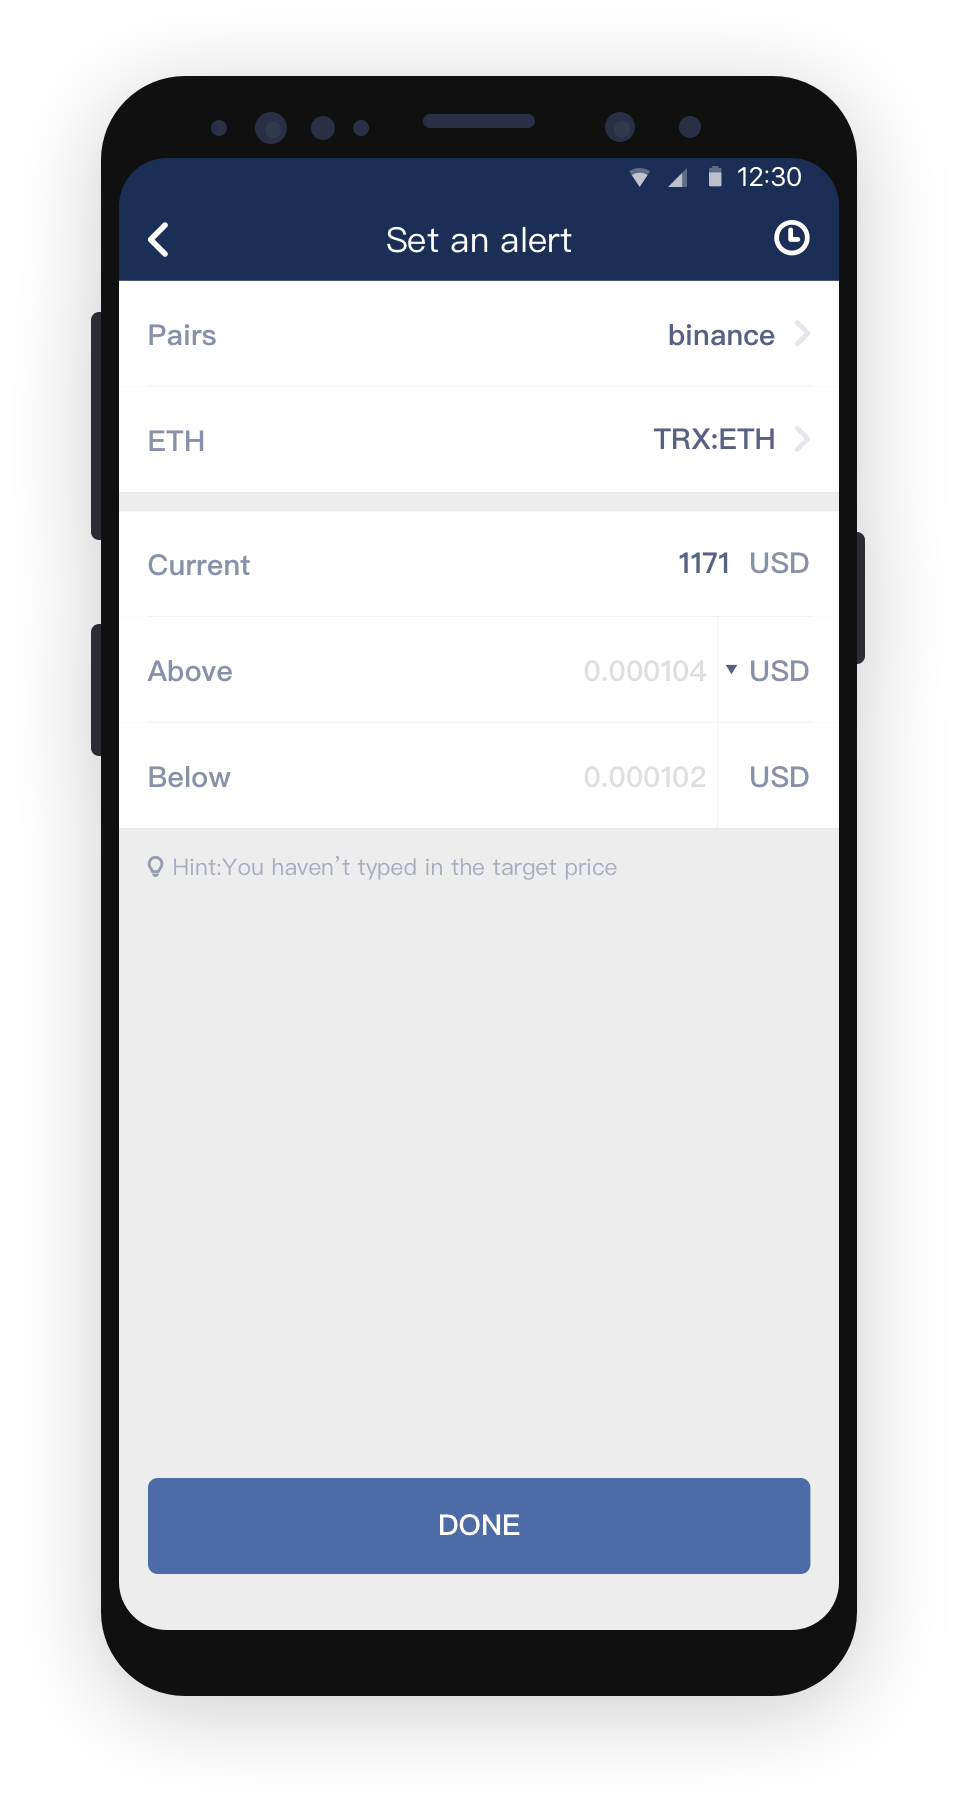 12:30
Set an alert
Pairs binance
ETH TRX:ETH
Current 1171 USD
Above 0.000104 USD
Below 0.000102 USD
Hint:You haven’t typed in the target price
DONE